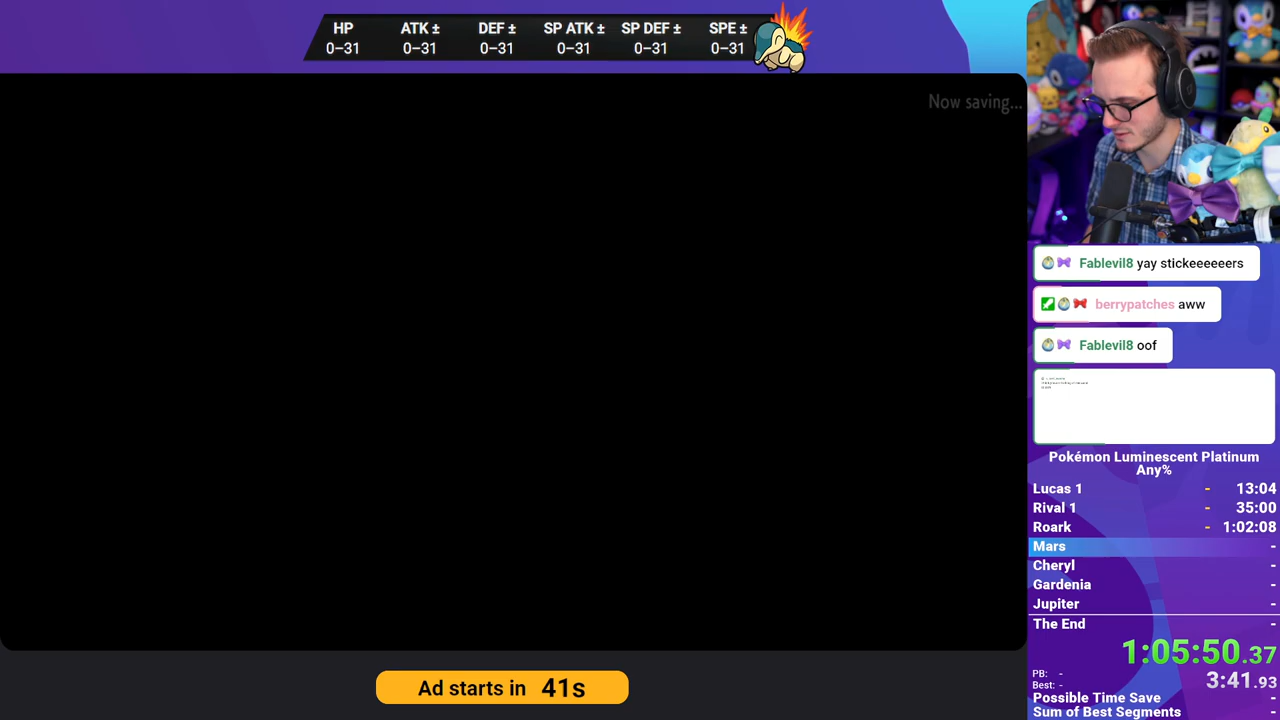 HP ATK ± DEF ± SP ATK ± SP DEF ± SPE ±
0–31 0–31 0–31 0–31 0–31 0–31
Now saving...
Fablevil8 yay stickeeeeeers
berrypatches aww
Fablevil8 oof
Pokémon Luminescent Platinum
Any%
Lucas 1 - 13:04
Rival 1 - 35:00
Roark - 1:02:08
Mars -
Cheryl -
Gardenia -
Jupiter -
The End -
1:05:50.37
PB: -
Best: - 3:41.93
Possible Time Save -
Sum of Best Segments -
Ad starts in 41s